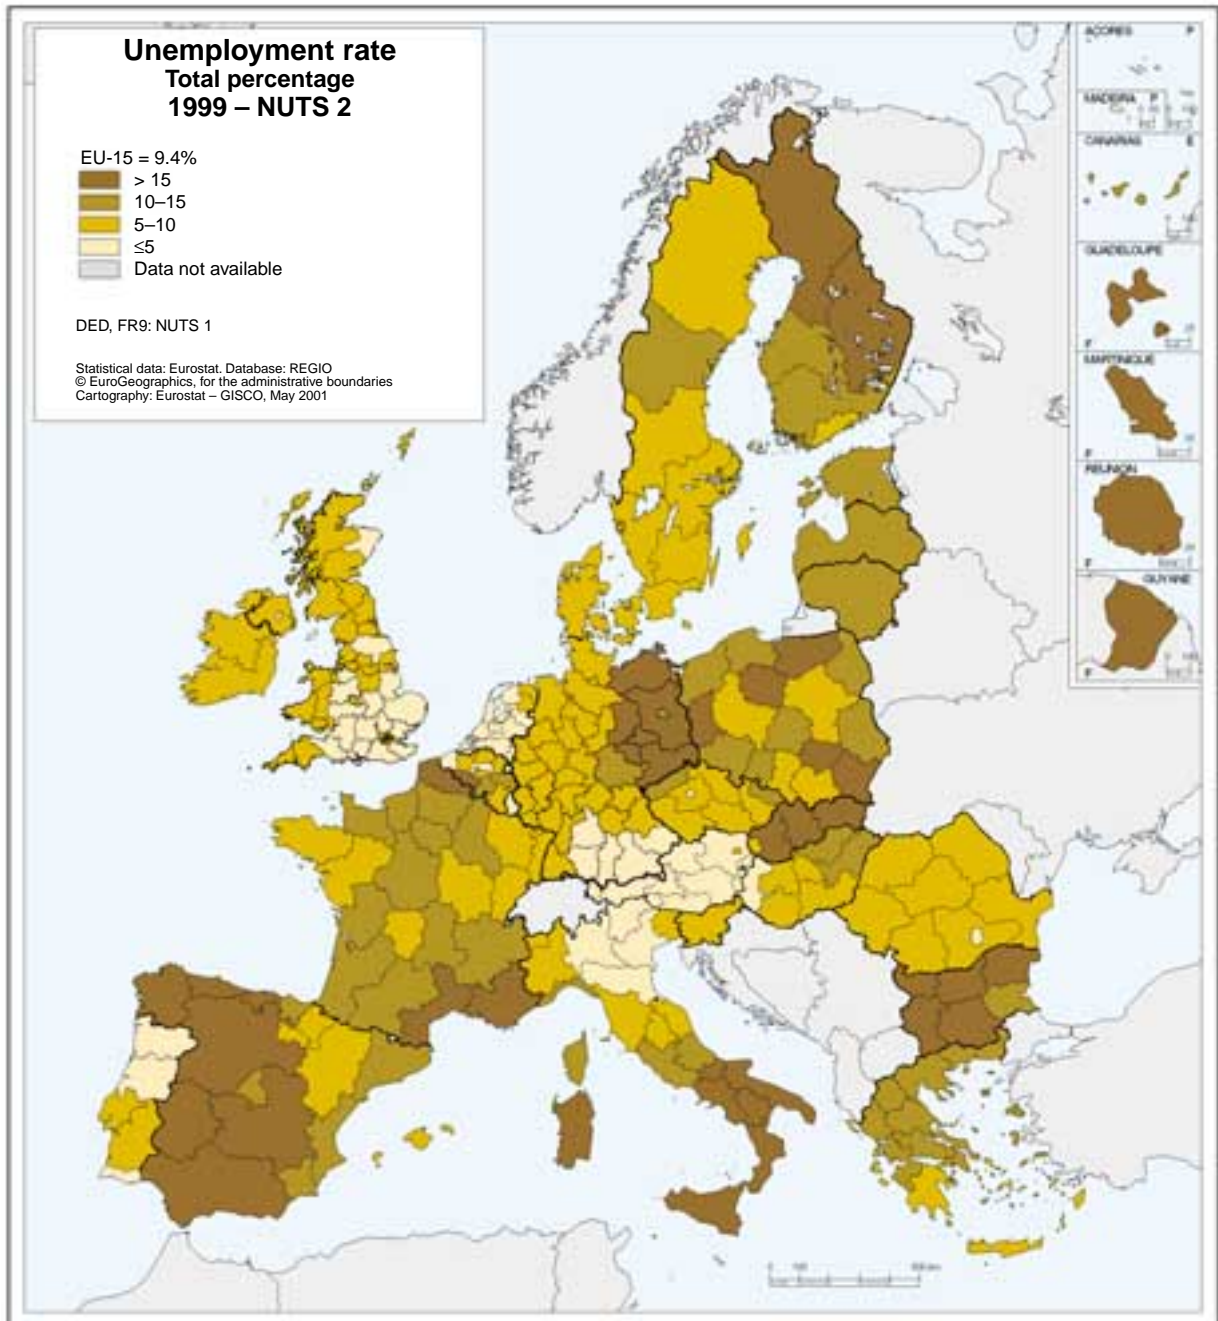 Unemployment rate
Total percentage
1999 – NUTS 2
EU-15 = 9.4%
> 15
10–15
5–10
≤5
Data not available
DED, FR9: NUTS 1
Statistical data: Eurostat. Database: REGIO
© EuroGeographics, for the administrative boundaries
Cartography: Eurostat – GISCO, May 2001
AÇORES P
MADEIRA P
CANARIAS E
GUADELOUPE
F
MARTINIQUE
F
REUNION
F
GUYANE
F